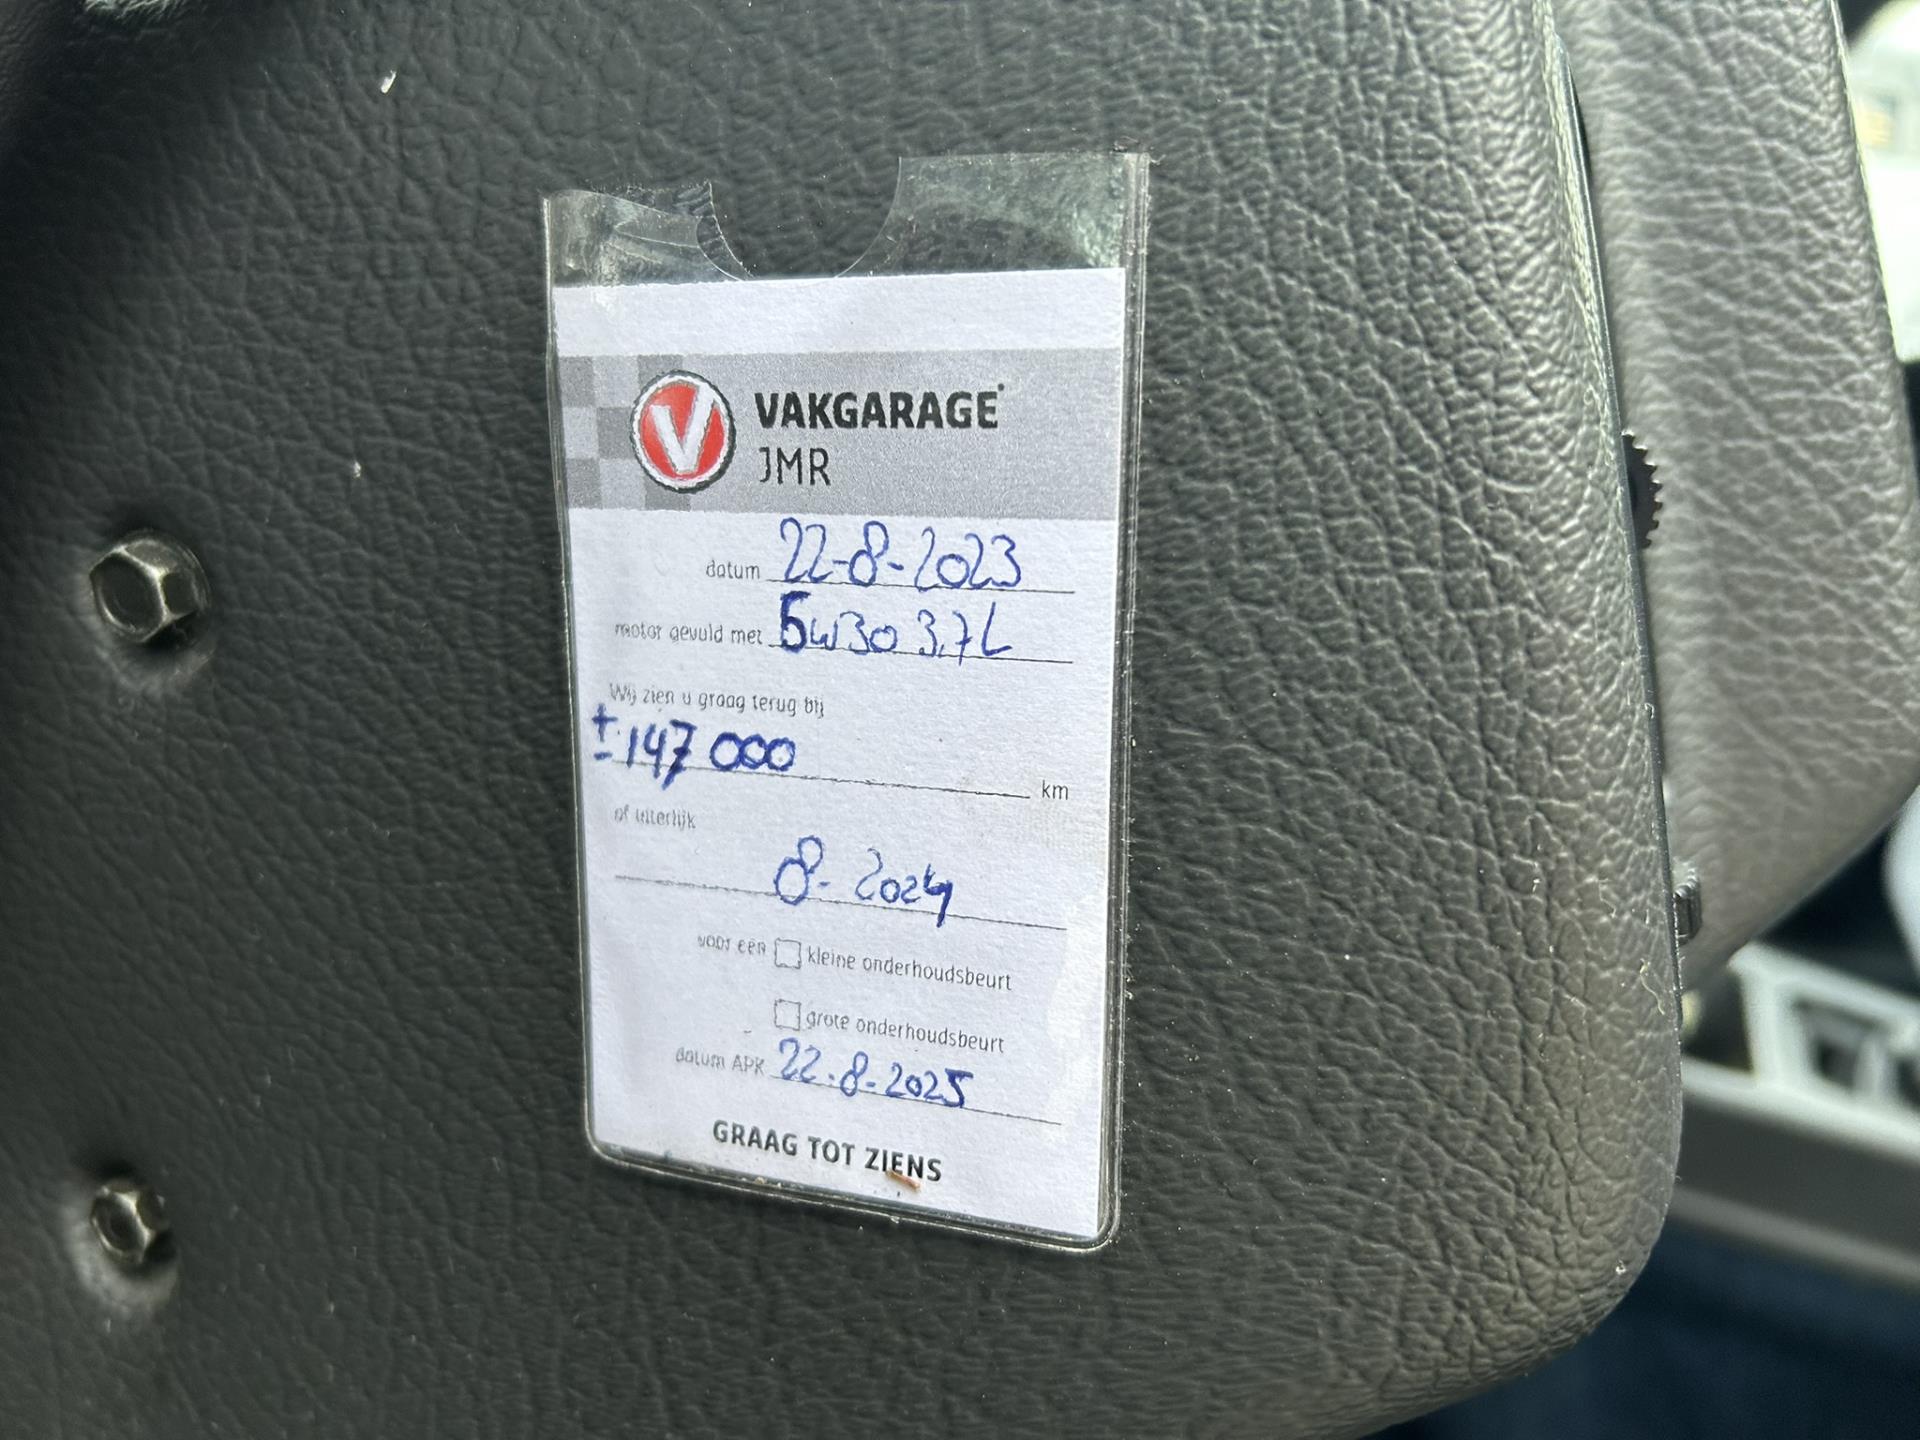 V
VAKGARAGE
JMR
datum 22-8-2023
motor gevuld met 5W30 3.7L
Wij zien u graag terug bij
± 147 000 km
of uiterlijk
8-2024
voor een kleine onderhoudsbeurt
grote onderhoudsbeurt
datum APK 22-8-2025
GRAAG TOT ZIENS